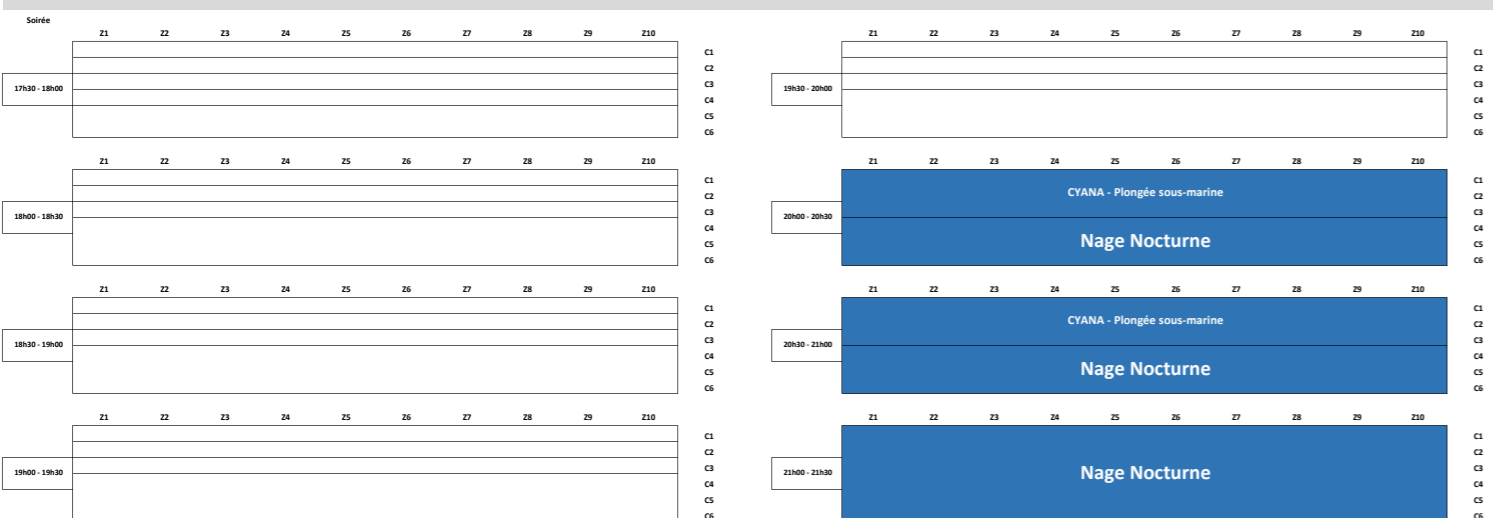 Soirée
Z1 Z2 Z3 Z4 Z5 Z6 Z7 Z8 Z9 Z10
C1
C2
17h30 - 18h00
C3
C4
C5
C6
Z1 Z2 Z3 Z4 Z5 Z6 Z7 Z8 Z9 Z10
C1
C2
18h00 - 18h30
C3
C4
C5
C6
Z1 Z2 Z3 Z4 Z5 Z6 Z7 Z8 Z9 Z10
C1
C2
18h30 - 19h00
C3
C4
C5
C6
Z1 Z2 Z3 Z4 Z5 Z6 Z7 Z8 Z9 Z10
C1
C2
19h00 - 19h30
C3
C4
C5
C6
Z1 Z2 Z3 Z4 Z5 Z6 Z7 Z8 Z9 Z10
C1
C2
19h30 - 20h00
C3
C4
C5
C6
Z1 Z2 Z3 Z4 Z5 Z6 Z7 Z8 Z9 Z10
C1
CYANA - Plongée sous-marine
C2
20h00 - 20h30
C3
C4
Nage Nocturne
C5
C6
Z1 Z2 Z3 Z4 Z5 Z6 Z7 Z8 Z9 Z10
C1
CYANA - Plongée sous-marine
C2
20h30 - 21h00
C3
C4
Nage Nocturne
C5
C6
Z1 Z2 Z3 Z4 Z5 Z6 Z7 Z8 Z9 Z10
C1
C2
21h00 - 21h30
Nage Nocturne
C3
C4
C5
C6